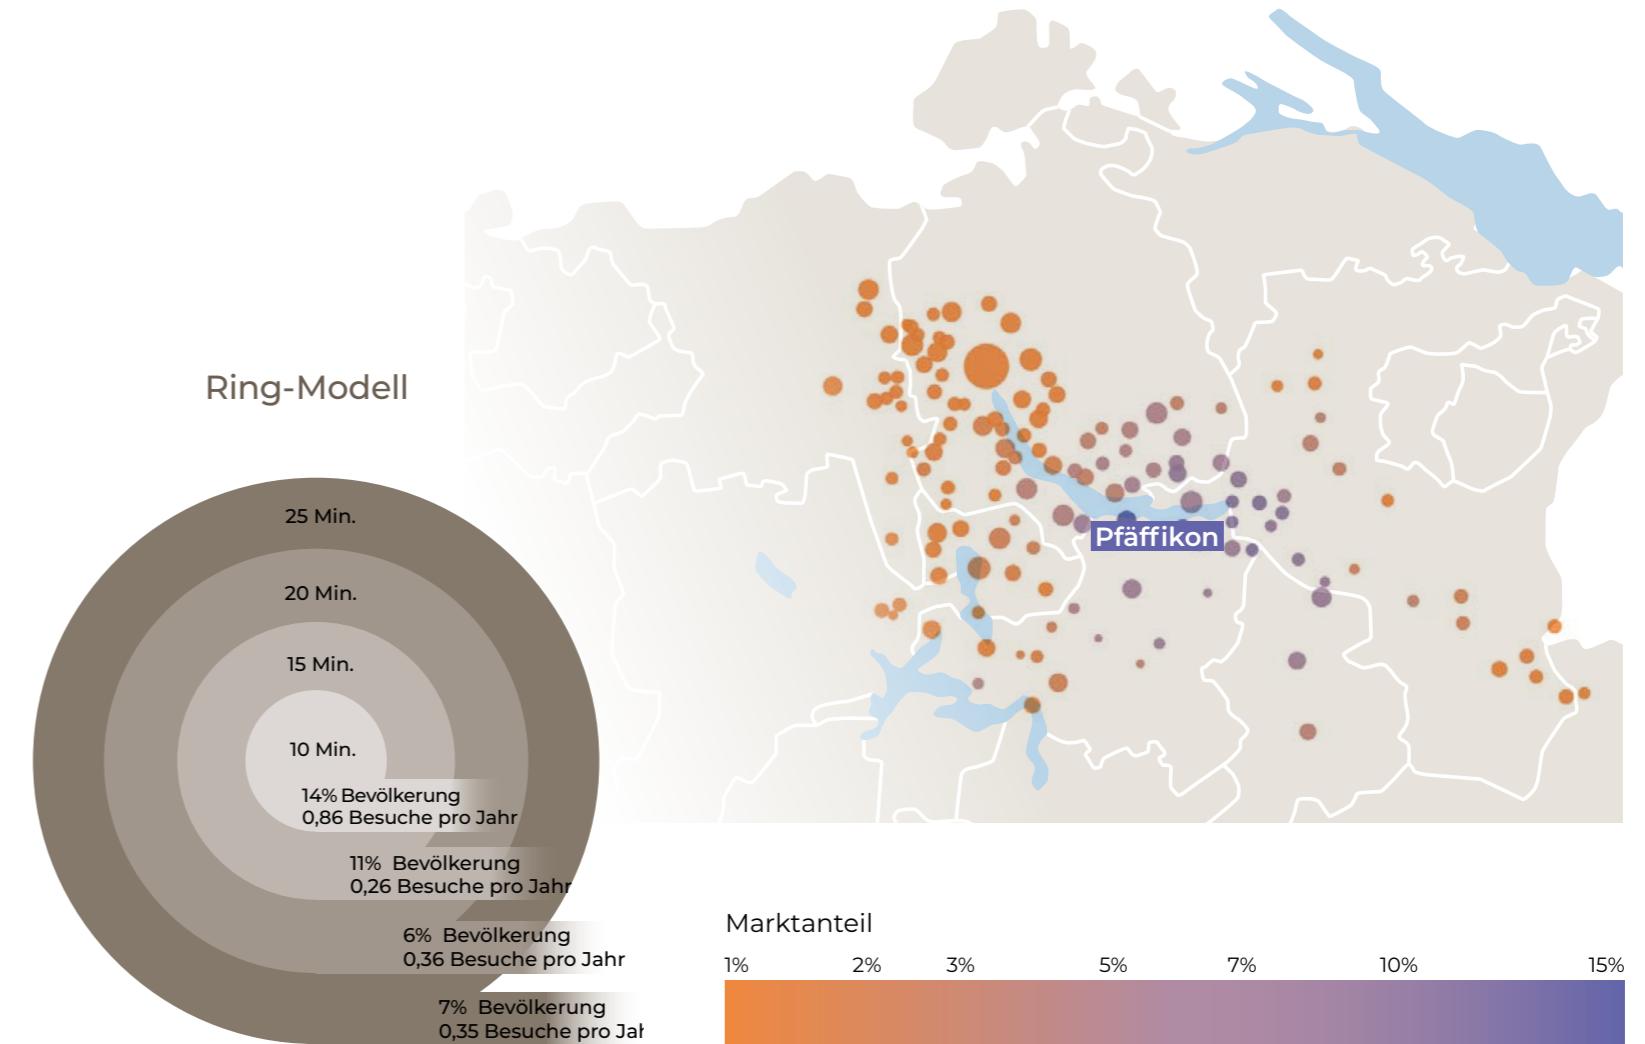 Ring-Modell
25 Min.
20 Min.
15 Min.
10 Min.
14% Bevölkerung
0,86 Besuche pro Jahr
11% Bevölkerung
0,26 Besuche pro Jahr
6% Bevölkerung
0,36 Besuche pro Jahr
7% Bevölkerung
0,35 Besuche pro Jah
Pfäffikon
Marktanteil
1% 2% 3% 5% 7% 10% 15%